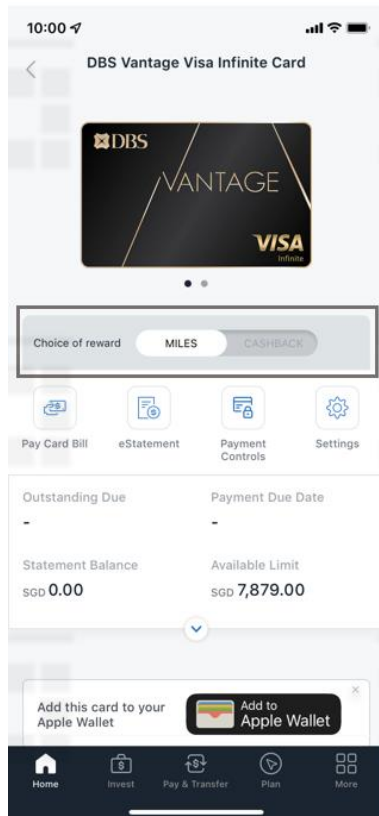 10:00
DBS Vantage Visa Infinite Card
DBS
VANTAGE
VISA
Infinite
Choice of reward MILES CASHBACK
Pay Card Bill eStatement Payment Controls Settings
Outstanding Due Payment Due Date
- -
Statement Balance Available Limit
SGD 0.00 SGD 7,879.00
Add this card to your Apple Wallet
Add to Apple Wallet
Home Invest Pay & Transfer Plan More